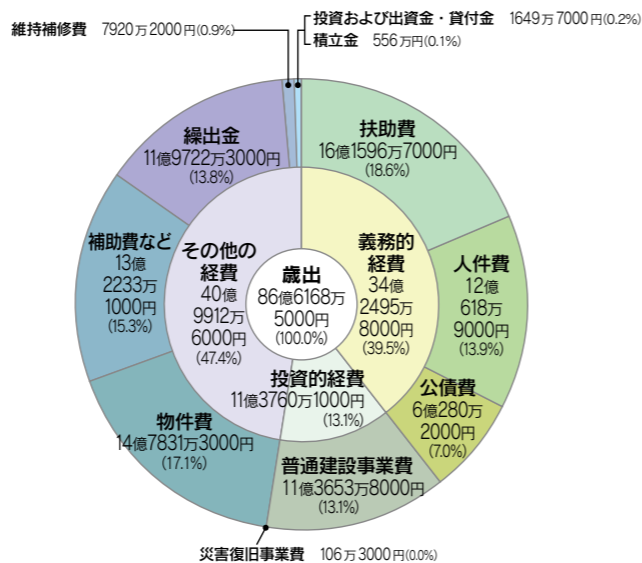 維持補修費 7920万2000円(0.9%)
投資および出資金・貸付金 1649万7000円(0.2%)
積立金 556万円(0.1%)
扶助費
16億1596万7000円
(18.6%)
人件費
12億
618万
9000円
(13.9%)
公債費
6億280万
2000円
(7.0%)
普通建設事業費
11億3653万8000円
(13.1%)
災害復旧事業費 106万3000円(0.0%)
物件費
14億7831万3000円
(17.1%)
補助費など
13億
2233万
1000円
(15.3%)
繰出金
11億9722万3000円
(13.8%)
義務的
経費
34億
2495万
8000円
(39.5%)
投資的経費
11億3760万1000円
(13.1%)
その他の
経費
40億
9912万
6000円
(47.4%)
歳出
86億6168万
5000円
(100.0%)